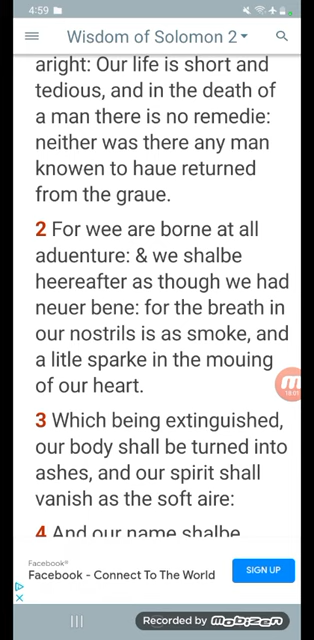 4:59
Wisdom of Solomon 2
aright: Our life is short and
tedious, and in the death of
a man there is no remedie:
neither was there any man
knowen to haue returned
from the graue.
2 For wee are borne at all
aduenture: & we shalbe
heereafter as though we had
neuer bene: for the breath in
our nostrils is as smoke, and
a litle sparke in the mouing
of our heart.
3 Which being extinguished,
our body shall be turned into
ashes, and our spirit shall
vanish as the soft aire:
4 And our name shalbe
18:01
Facebook®
Facebook - Connect To The World
SIGN UP
Recorded by mobizen